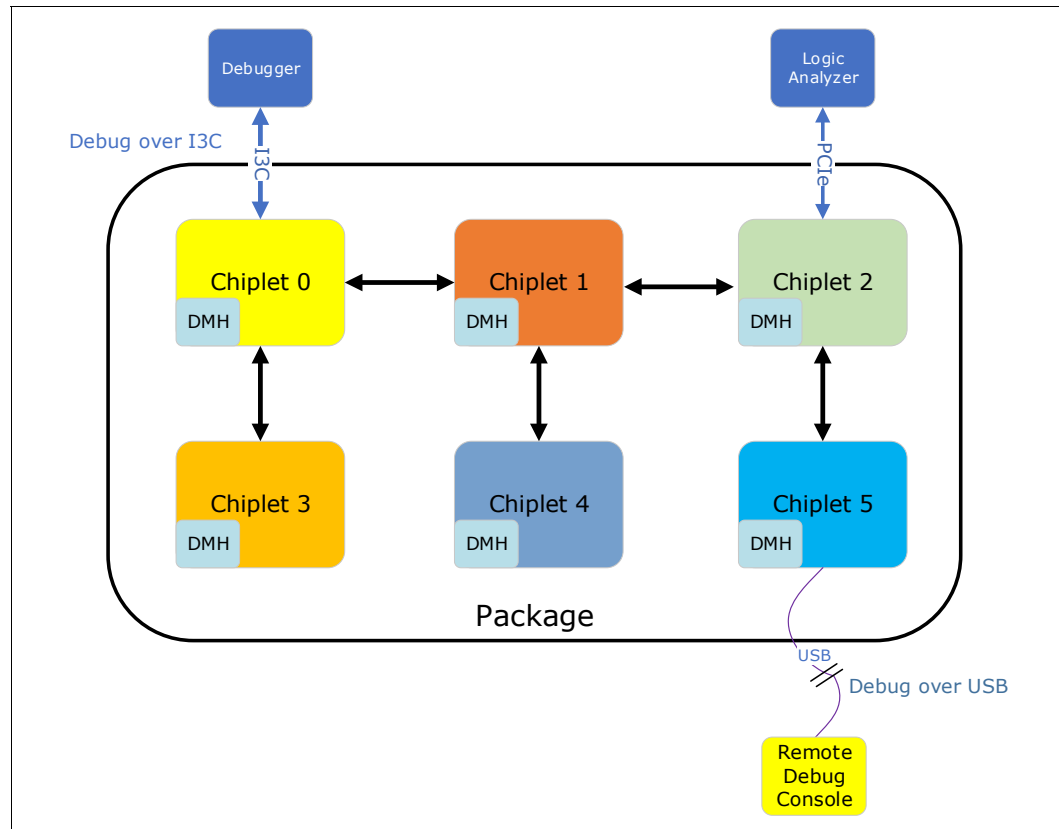 Debugger
Logic
Analyzer
Debug over I3C
I3C
PCIe
Chiplet 0
DMH
Chiplet 1
DMH
Chiplet 2
DMH
Chiplet 3
DMH
Chiplet 4
DMH
Chiplet 5
DMH
Package
USB
Debug over USB
Remote
Debug
Console